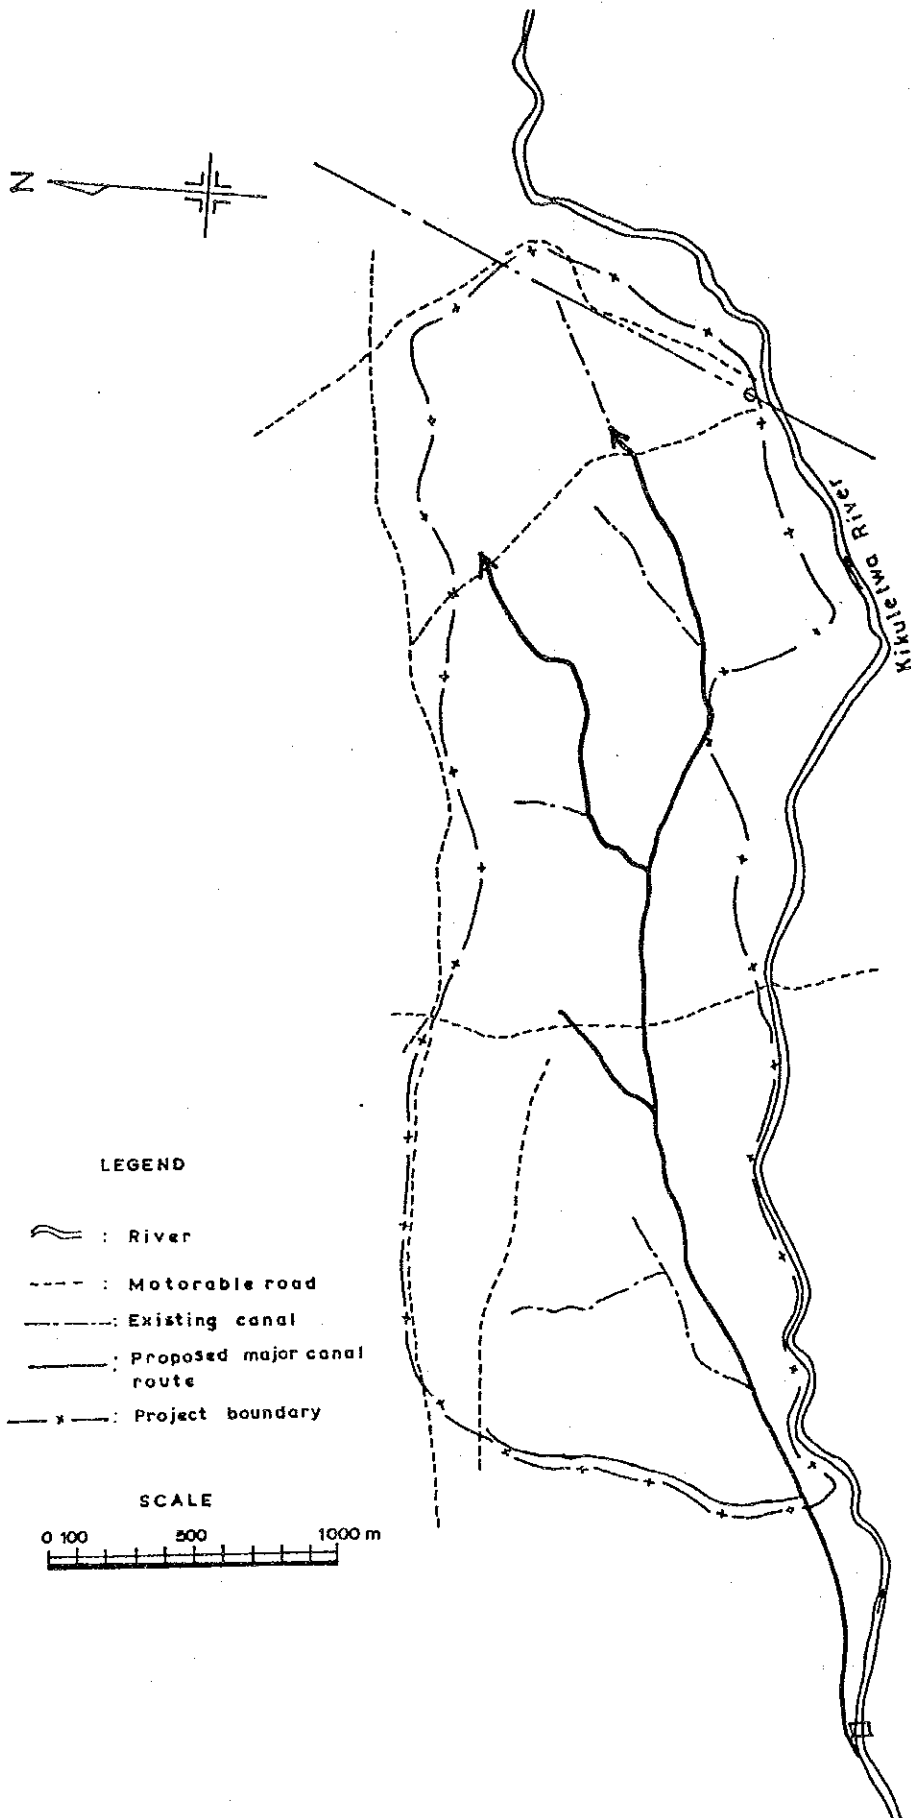 N
Kikuletwa River
LEGEND
: River
: Motorable road
: Existing canal
: Proposed major canal
route
: Project boundary
SCALE
0 100 500 1000 m